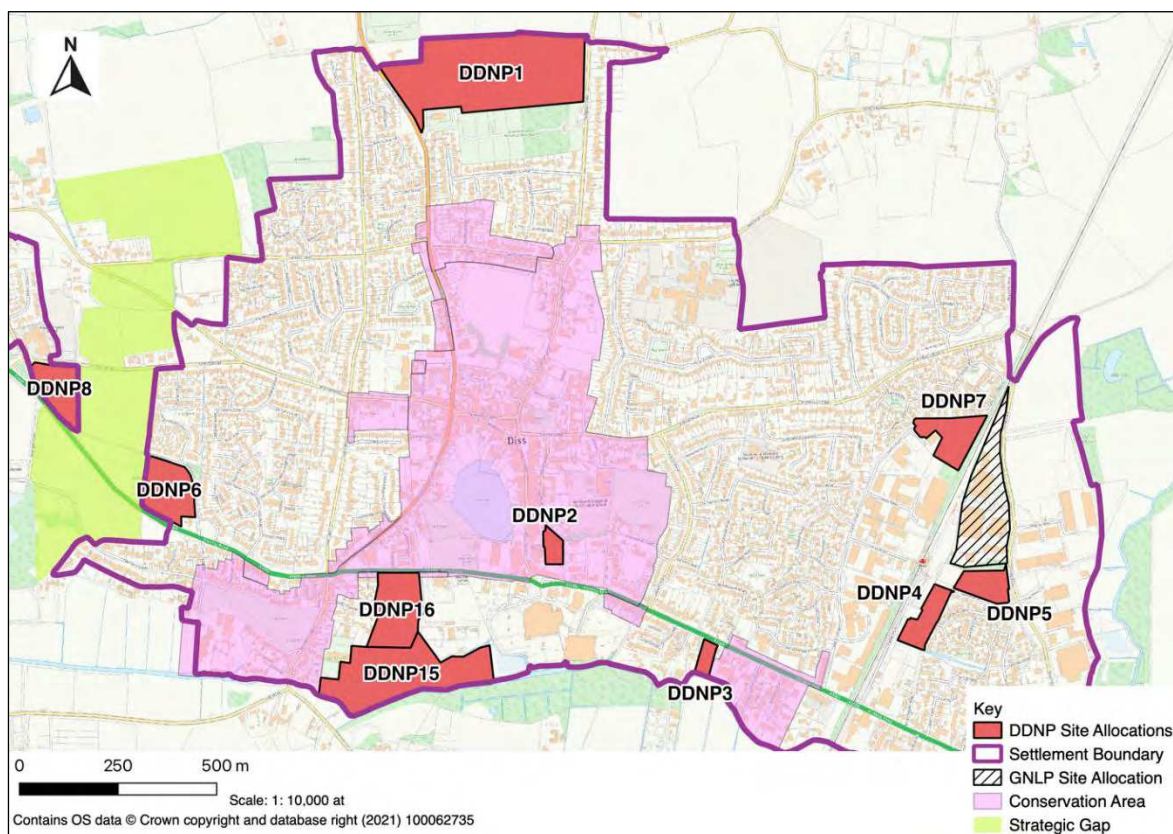 N
DDNP1
DDNP8
DDNP7
DDNP6
Diss
DDNP2
DDNP4
DDNP5
DDNP16
DDNP15
DDNP3
Key
DDNP Site Allocations
Settlement Boundary
GNLP Site Allocation
Conservation Area
Strategic Gap
0 250 500 m
Scale: 1: 10,000 at
Contains OS data © Crown copyright and database right (2021) 100062735